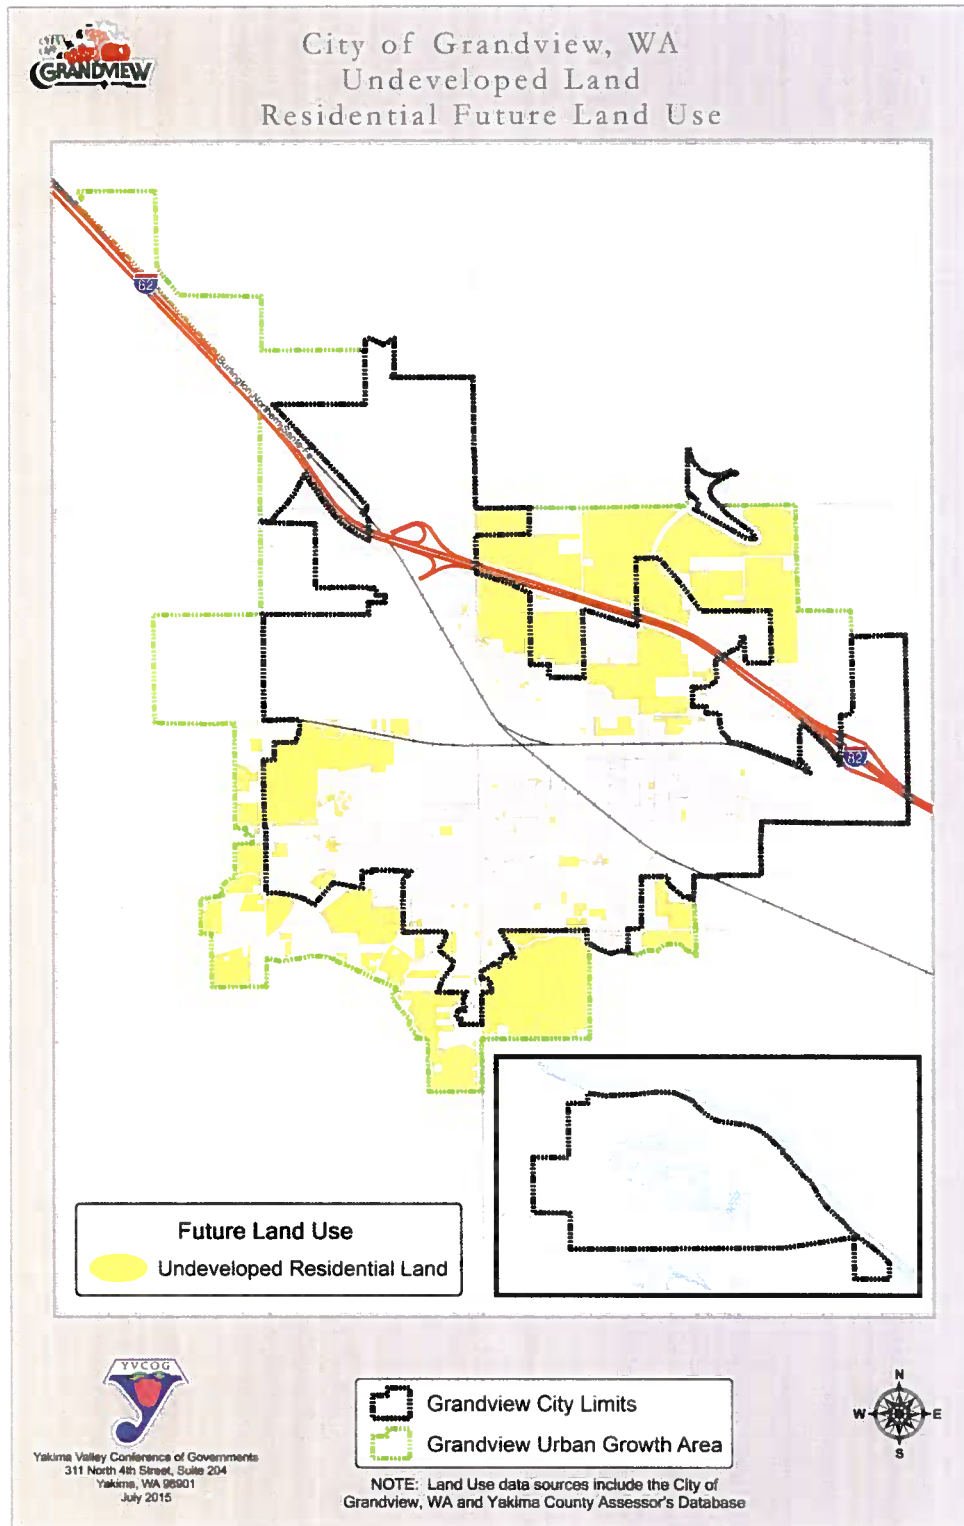 GRANDVIEW
City of Grandview, WA
Undeveloped Land
Residential Future Land Use
82
Burlington Northern Santa Fe
82
Future Land Use
Undeveloped Residential Land
YVCOG
Yakima Valley Conference of Governments
311 North 4th Street, Suite 204
Yakima, WA 98901
July 2015
Grandview City Limits
Grandview Urban Growth Area
NOTE: Land Use data sources include the City of
Grandview, WA and Yakima County Assessor's Database
N
W
E
S